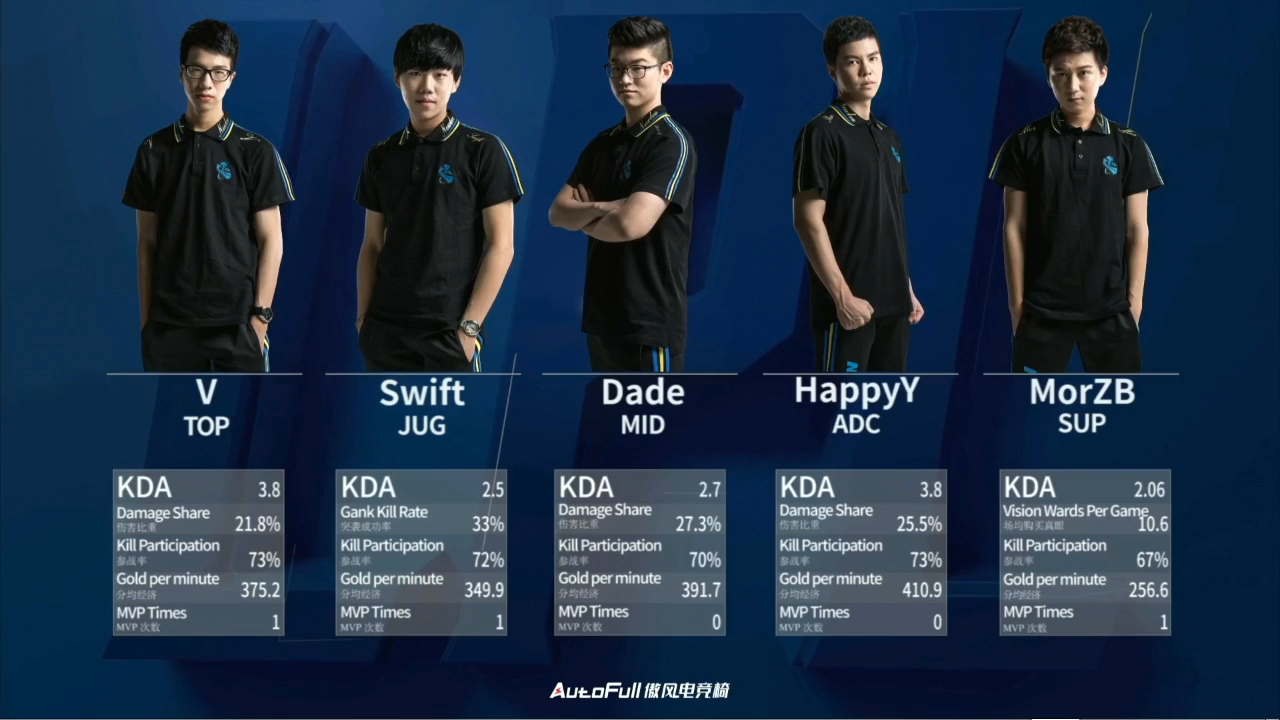 V
TOP
Swift
JUG
Dade
MID
HappyY
ADC
MorZB
SUP
KDA 3.8
Damage Share
伤害比重 21.8%
Kill Participation
参战率 73%
Gold per minute
分均经济 375.2
MVP Times
MVP 次数 1
KDA 2.5
Gank Kill Rate
突袭成功率 33%
Kill Participation
参战率 72%
Gold per minute
分均经济 349.9
MVP Times
MVP 次数 1
KDA 2.7
Damage Share
伤害比重 27.3%
Kill Participation
参战率 70%
Gold per minute
分均经济 391.7
MVP Times
MVP 次数 0
KDA 3.8
Damage Share
伤害比重 25.5%
Kill Participation
参战率 73%
Gold per minute
分均经济 410.9
MVP Times
MVP 次数 0
KDA 2.06
Vision Wards Per Game
场均购买真眼 10.6
Kill Participation
参战率 67%
Gold per minute
分均经济 256.6
MVP Times
MVP 次数 1
AutoFull 傲风电竞椅